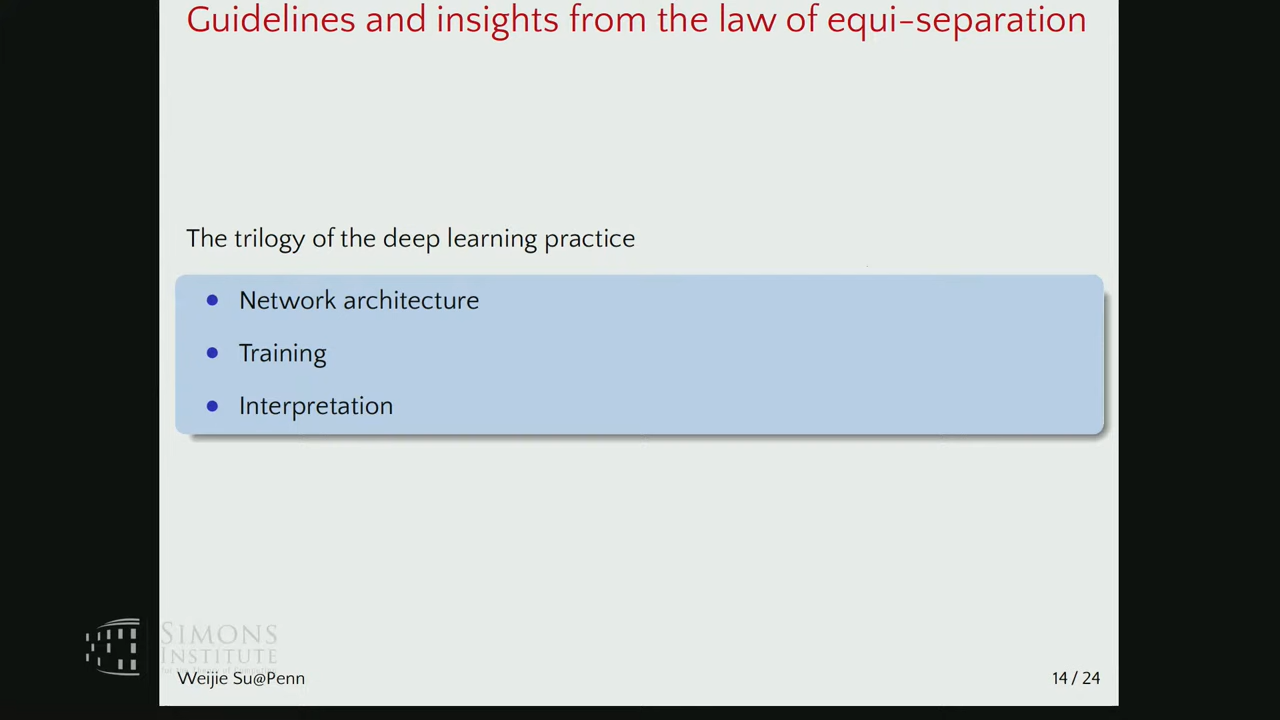 Guidelines and insights from the law of equi-separation
The trilogy of the deep learning practice
• Network architecture
• Training
• Interpretation
SIMONS
INSTITUTE
Weijie Su@Penn
14 / 24